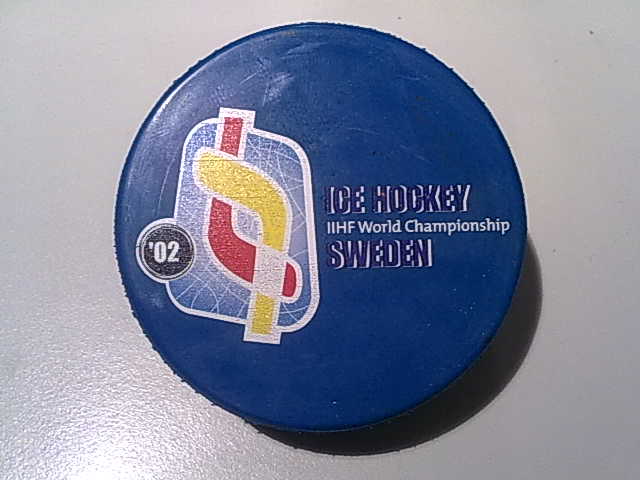 '02
ICE HOCKEY
IIHF World Championship
SWEDEN